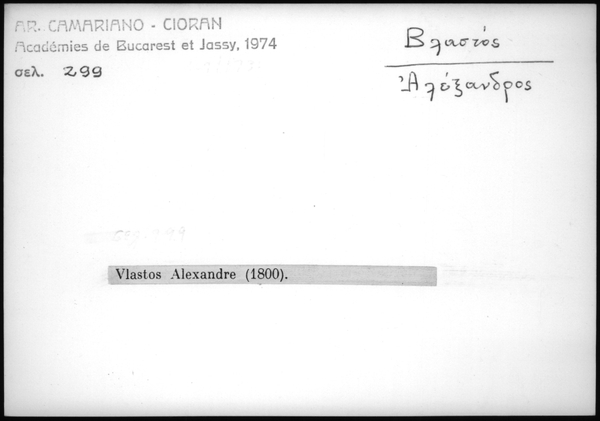 AR. CAMARIANO - CIORAN
Académies de Bucarest et Jassy, 1974
σελ. 299
Βλαστός
Ἀλέξανδρος
Vlastos Alexandre (1800).